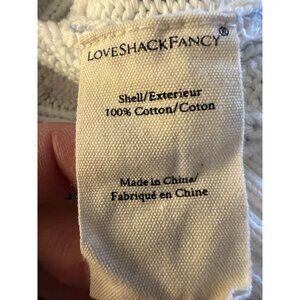 LOVESHACKFANCY®
Shell/Exterieur
100% Cotton/Coton
Made in China/
Fabriqué en Chine